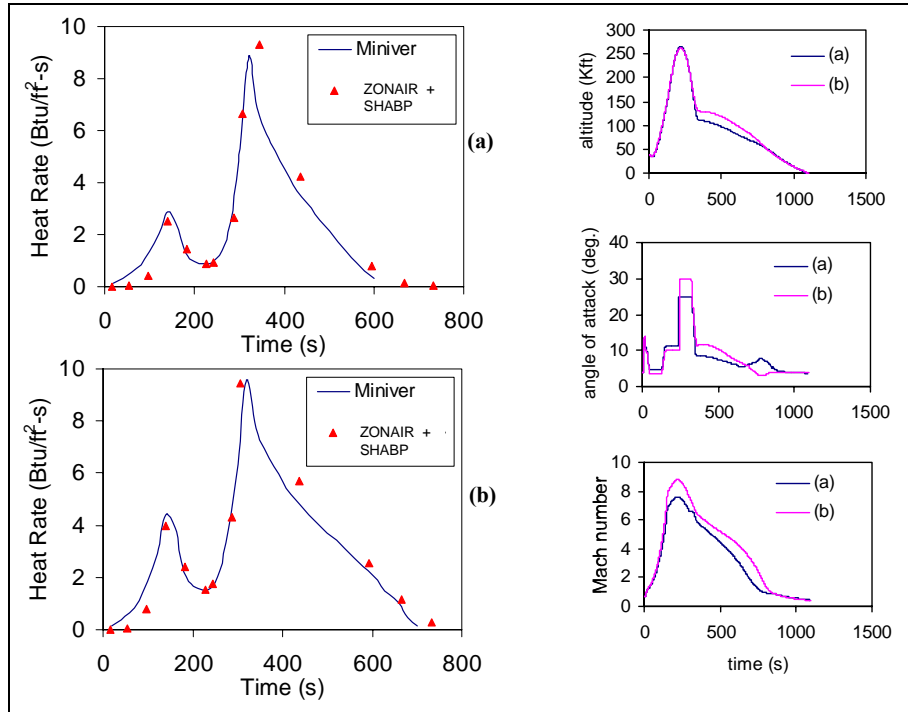 10
8
6
4
2
0
Heat Rate (Btu/ft²-s)
Miniver
ZONAIR +
SHABP
(a)
0 200 400 600 800
Time (s)
10
8
6
4
2
0
Heat Rate (Btu/ft²-s)
Miniver
ZONAIR +
SHABP
(b)
0 200 400 600 800
Time (s)
300
250
200
150
100
50
0
altitude (Kft)
(a)
(b)
0 500 1000 1500
40
30
20
10
0
angle of attack (deg.)
(a)
(b)
0 500 1000 1500
10
8
6
4
2
0
Mach number
(a)
(b)
0 500 1000 1500
time (s)